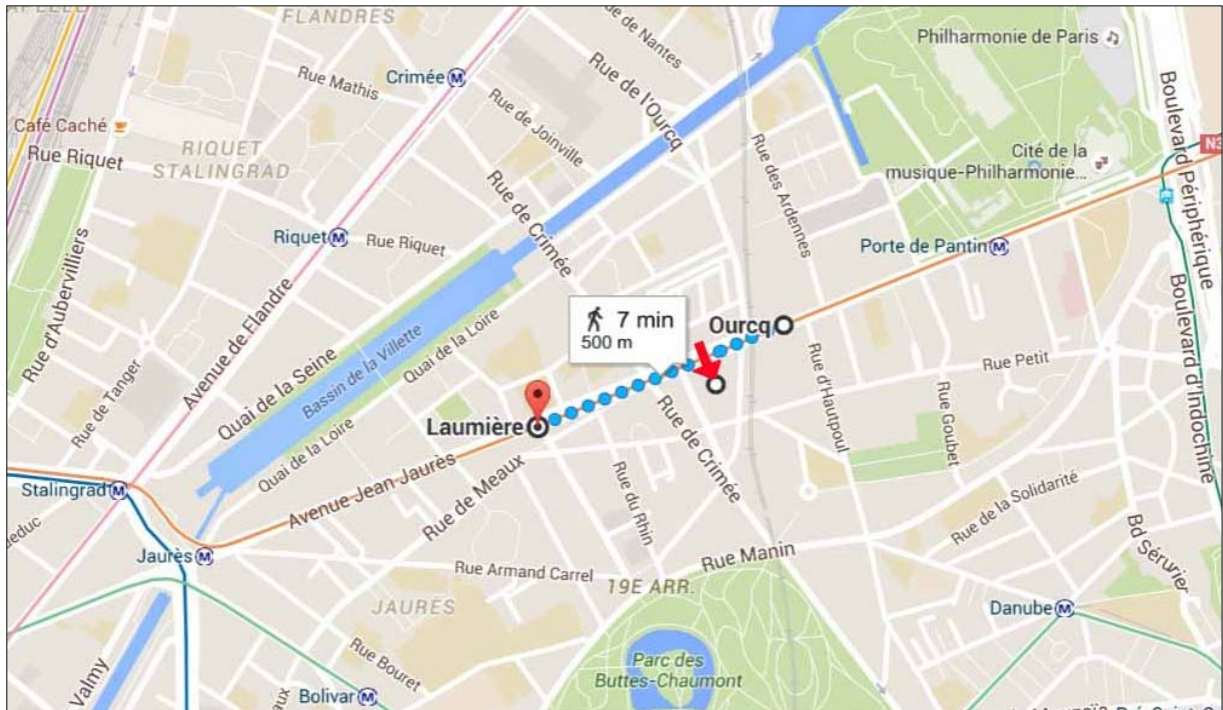 FLANDRES
Philharmonie de Paris
Rue de Nantes
Crimée
Rue Mathis
Rue de l'Ourcq
Boulevard Périphérique
Café Caché
Rue de Joinville
Rue Riquet
RIQUET
STALINGRAD
N3
Cité de la
musique-Philharmonie...
Rue des Ardennes
Rue de Crimée
Riquet
Rue Riquet
Porte de Pantin
Rue d'Aubervilliers
Avenue de Flandre
Quai de la Seine
Bassin de la Villette
Quai de la Loire
7 min
500 m
Ourcq
Boulevard d'Indochine
Rue de Tanger
Rue Petit
Rue d'Hautpoul
Rue Goubet
Laumière
Quai de la Loire
Rue de Crimée
Avenue Jean Jaurès
Rue de Meaux
Rue du Rhin
Stalingrad
Rue de la Solidarité
Bd Sérurier
Jaurès
Rue Manin
Rue Armand Carrel
19E ARR.
JAURÈS
Danube
Valmy
Rue Bouret
Parc des
Buttes-Chaumont
Bolivar